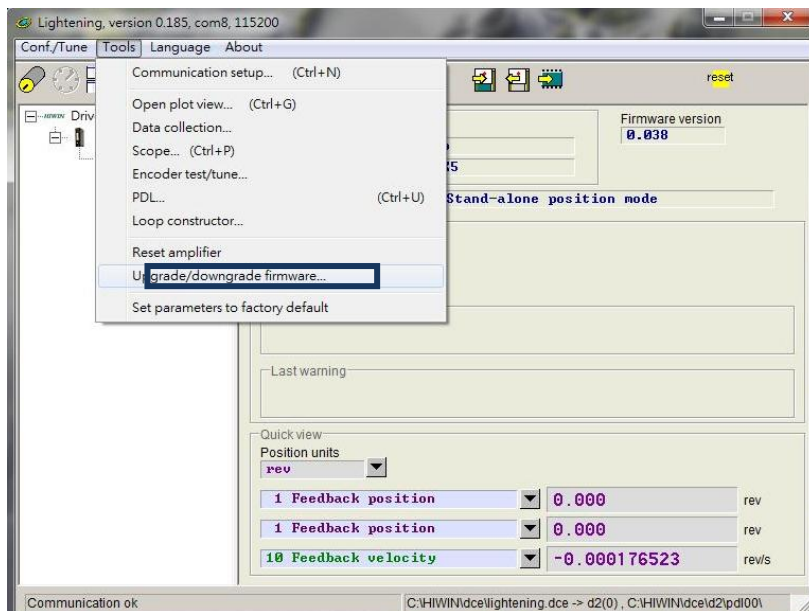 Lightening, version 0.185, com8, 115200
Conf./Tune Tools Language About
Communication setup... (Ctrl+N)
reset
Open plot view... (Ctrl+G)
Data collection...
Scope... (Ctrl+P)
Encoder test/tune...
PDL... (Ctrl+U)
Loop constructor...
Reset amplifier
Upgrade/downgrade firmware...
Set parameters to factory default
HIWIN Driv
Firmware version
0.038
Stand-alone position mode
Last warning
Quick view
Position units
rev
1 Feedback position 0.000 rev
1 Feedback position 0.000 rev
10 Feedback velocity -0.000176523 rev/s
Communication ok C:\HIWIN\dce\lightening.dce -> d2(0) , C:\HIWIN\dce\d2\pdl00\